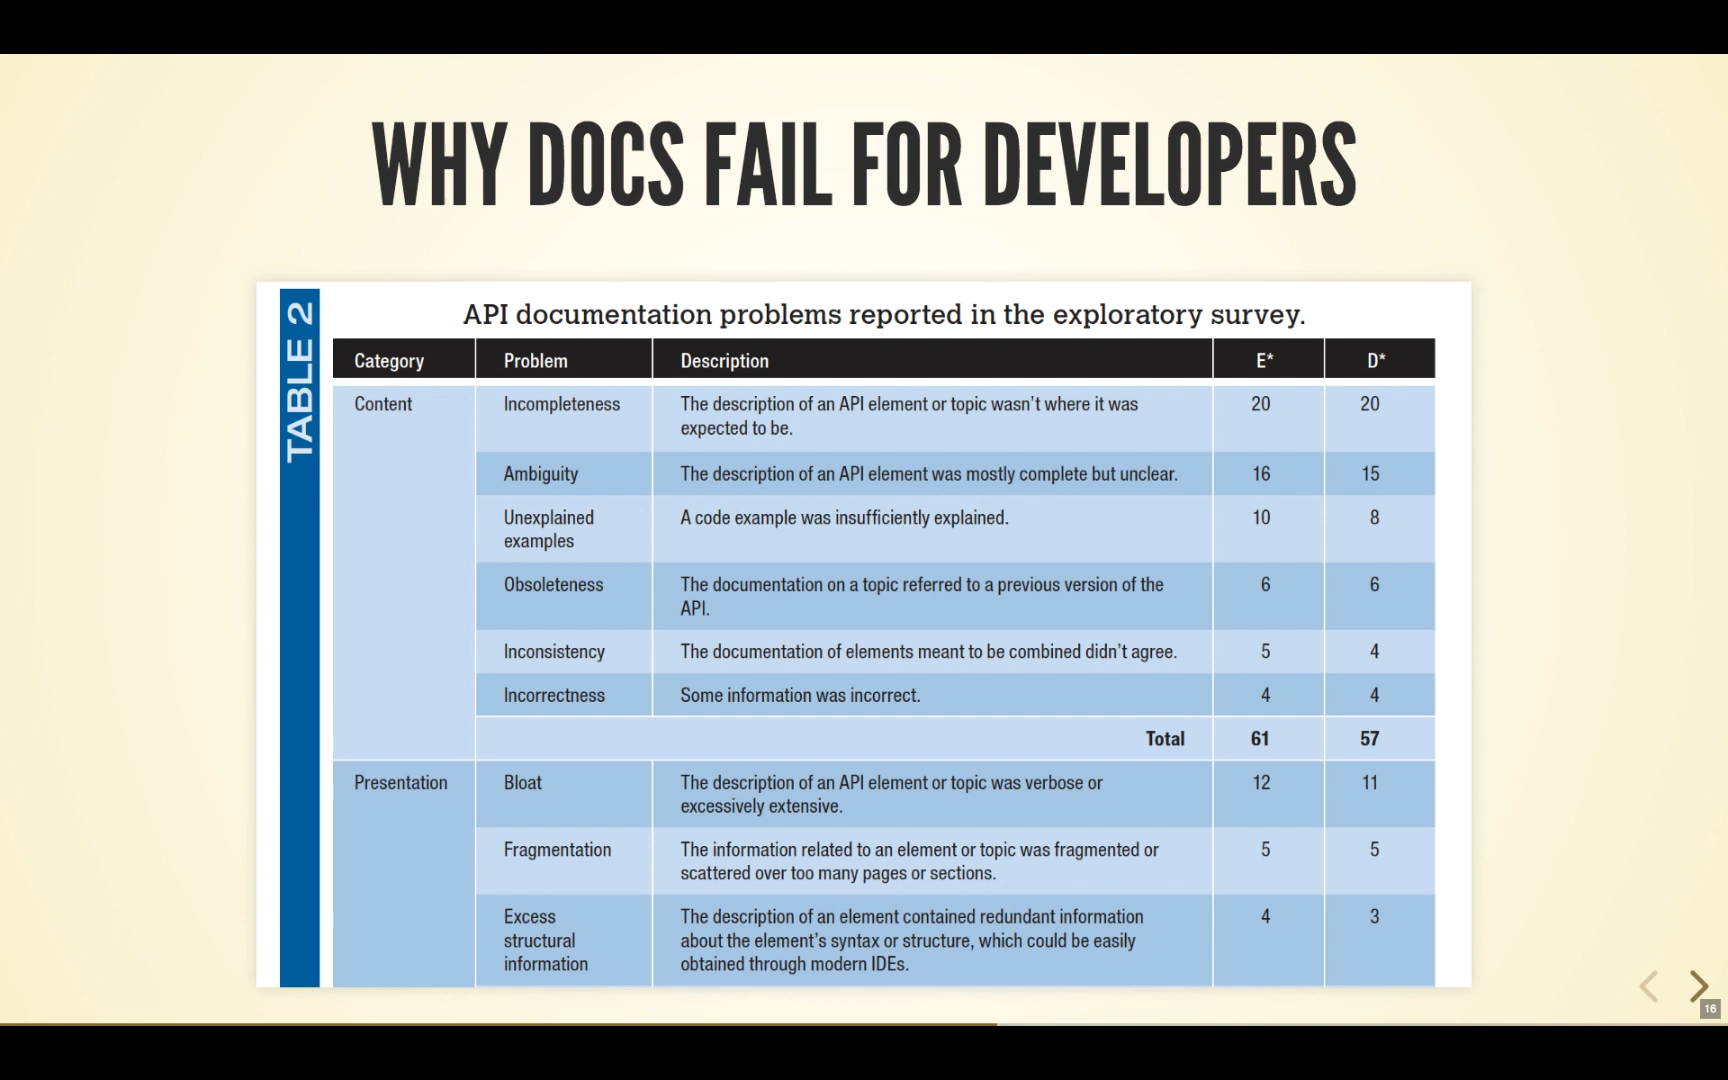 WHY DOCS FAIL FOR DEVELOPERS
TABLE 2
API documentation problems reported in the exploratory survey.
Category Problem Description E* D*
Content Incompleteness The description of an API element or topic wasn't where it was 20 20
expected to be.
Ambiguity The description of an API element was mostly complete but unclear. 16 15
Unexplained A code example was insufficiently explained. 10 8
examples
Obsoleteness The documentation on a topic referred to a previous version of the 6 6
API.
Inconsistency The documentation of elements meant to be combined didn't agree. 5 4
Incorrectness Some information was incorrect. 4 4
Total 61 57
Presentation Bloat The description of an API element or topic was verbose or 12 11
excessively extensive.
Fragmentation The information related to an element or topic was fragmented or 5 5
scattered over too many pages or sections.
Excess The description of an element contained redundant information 4 3
structural about the element's syntax or structure, which could be easily
information obtained through modern IDEs.
16